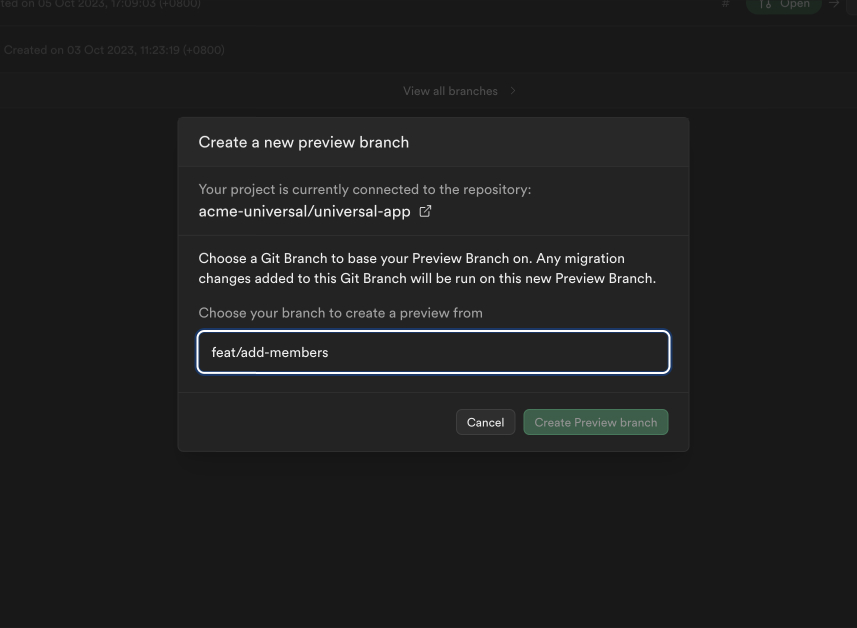 ted on 05 Oct 2023, 17:09:03 (+0800)
# Open
Created on 03 Oct 2023, 11:23:19 (+0800)
View all branches
Create a new preview branch
Your project is currently connected to the repository:
acme-universal/universal-app
Choose a Git Branch to base your Preview Branch on. Any migration
changes added to this Git Branch will be run on this new Preview Branch.
Choose your branch to create a preview from
feat/add-members
Cancel
Create Preview branch